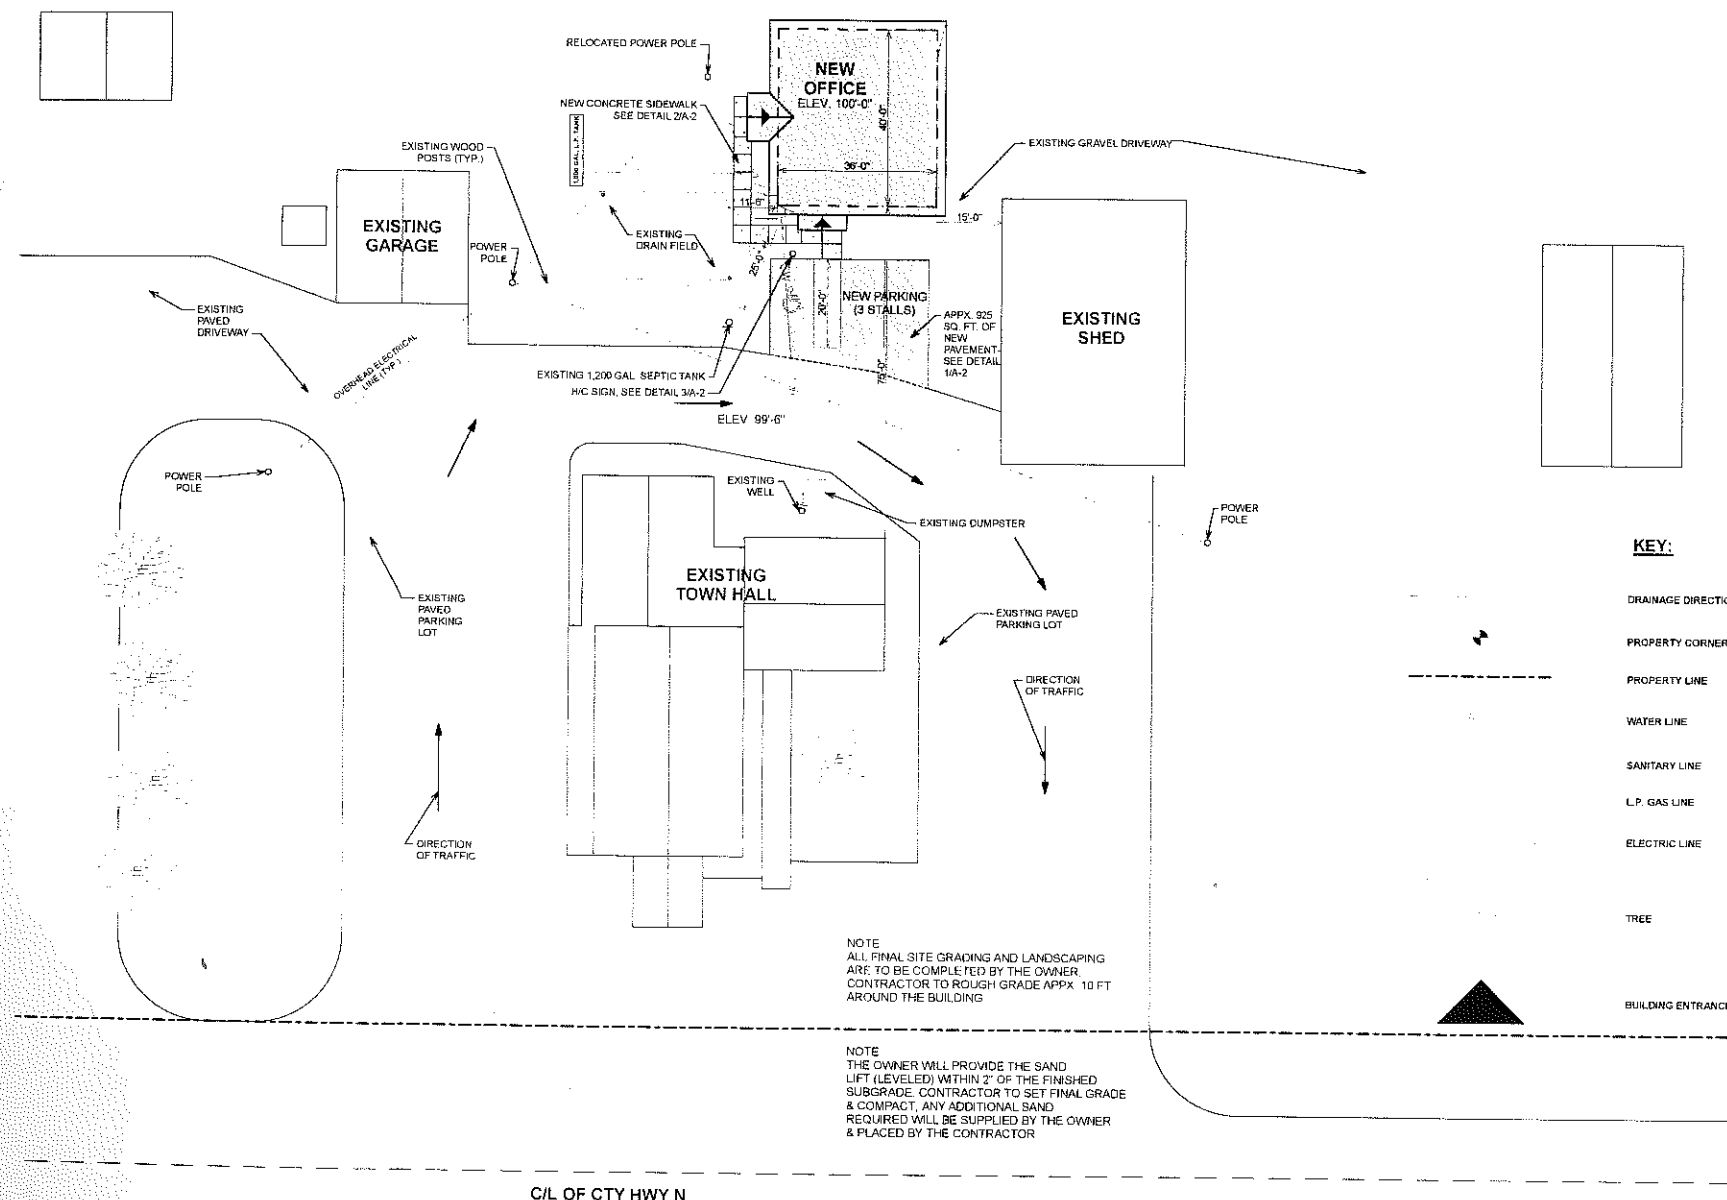 RELOCATED POWER POLE
NEW
OFFICE
ELEV. 100'-0"
40'-0"
36'-0"
NEW CONCRETE SIDEWALK
SEE DETAIL 2/A-2
EXISTING WOOD
POSTS (TYP.)
EXISTING GRAVEL DRIVEWAY
11'-6"
15'-0"
EXISTING
GARAGE
POWER
POLE
EXISTING
DRAIN FIELD
25'-0"
20'-0"
NEW PARKING
(3 STALLS)
75'-0"
APPX. 925
SQ. FT. OF
NEW
PAVEMENT-
SEE DETAIL
1/A-2
EXISTING
SHED
EXISTING
PAVED
DRIVEWAY
OVERHEAD ELECTRICAL
LINE (TYP.)
EXISTING 1,200 GAL SEPTIC TANK
H/C SIGN, SEE DETAIL 3/A-2
ELEV 99'-6"
POWER
POLE
EXISTING
WELL
EXISTING DUMPSTER
POWER
POLE
EXISTING
TOWN HALL
EXISTING
PAVED
PARKING
LOT
EXISTING PAVED
PARKING LOT
DIRECTION
OF TRAFFIC
DIRECTION
OF TRAFFIC
KEY:
DRAINAGE DIRECTIO
PROPERTY CORNER
PROPERTY LINE
WATER LINE
SANITARY LINE
L.P. GAS LINE
ELECTRIC LINE
TREE
BUILDING ENTRANCE
NOTE
ALL FINAL SITE GRADING AND LANDSCAPING
ARE TO BE COMPLETED BY THE OWNER.
CONTRACTOR TO ROUGH GRADE APPX. 10 FT
AROUND THE BUILDING
NOTE
THE OWNER WILL PROVIDE THE SAND
LIFT (LEVELED) WITHIN 2" OF THE FINISHED
SUBGRADE. CONTRACTOR TO SET FINAL GRADE
& COMPACT, ANY ADDITIONAL SAND
REQUIRED WILL BE SUPPLIED BY THE OWNER
& PLACED BY THE CONTRACTOR
C/L OF CTY HWY N